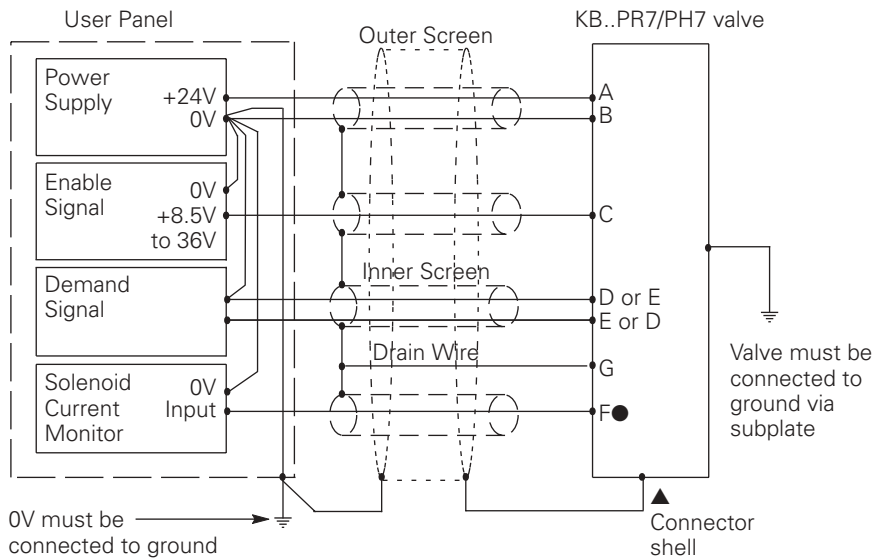 User Panel
Outer Screen
KB..PR7/PH7 valve
Power
Supply
+24V
0V
A
B
Enable
Signal
0V
+8.5V
to 36V
C
Inner Screen
Demand
Signal
D or E
E or D
Drain Wire
G
Solenoid
Current
Monitor
0V
Input
F
Valve must be
connected to
ground via
subplate
0V must be
connected to ground
Connector
shell